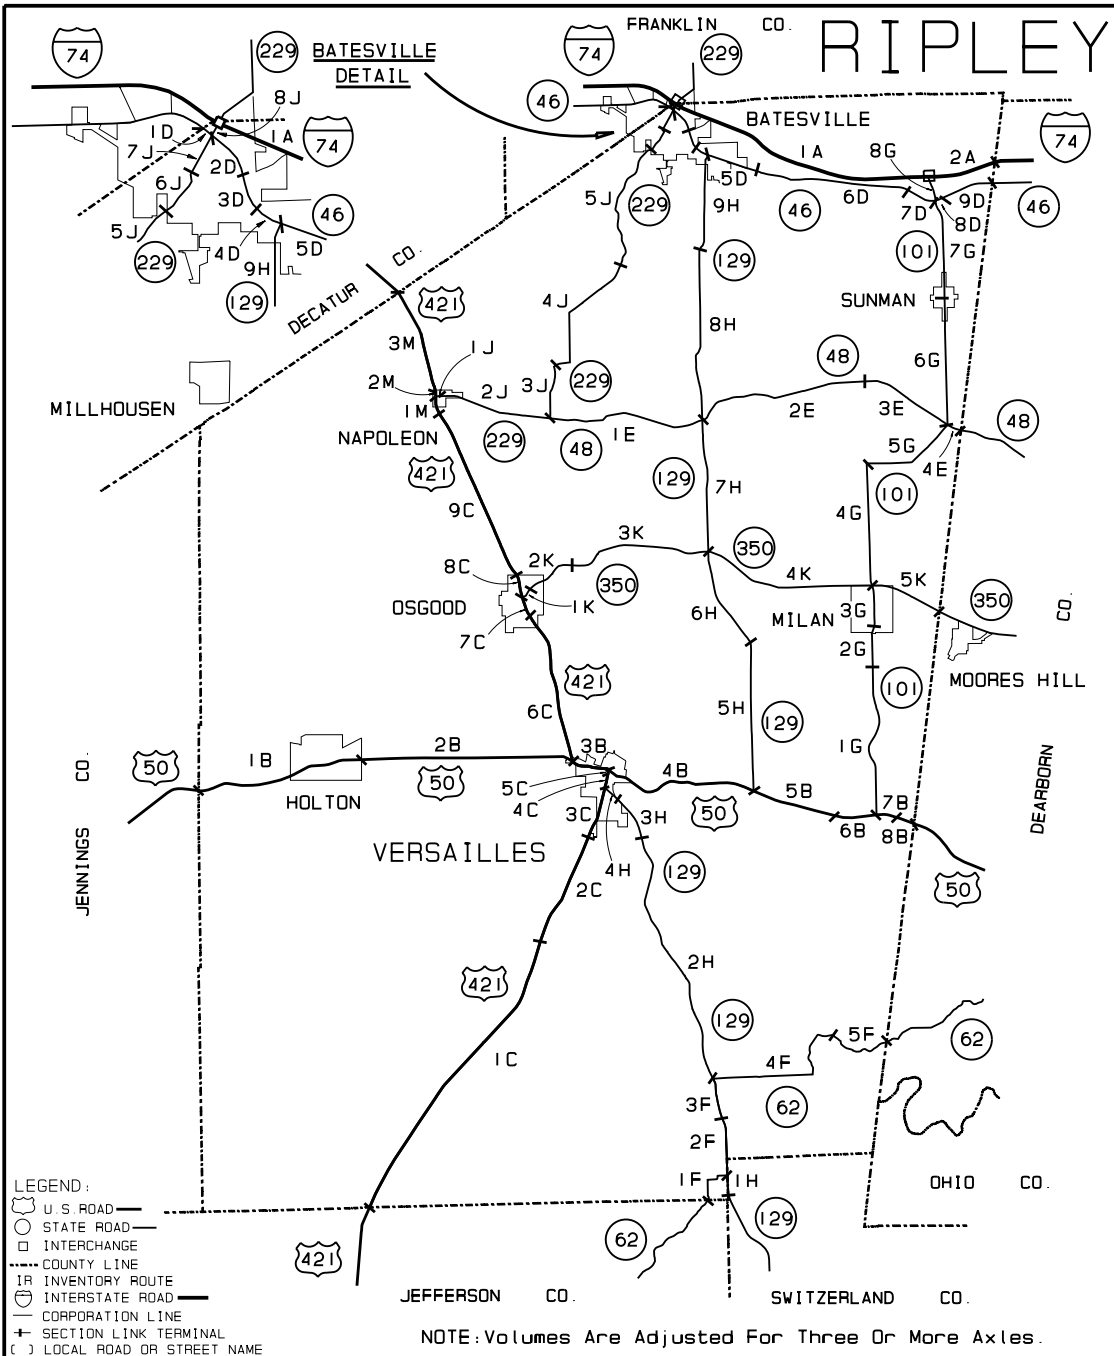 RIPLEY
FRANKLIN CO.
BATESVILLE
DETAIL
74
229
8J
1D
1A
7J
74
2D
6J
3D
46
5J
4D
5D
229
9H
129
74
229
46
BATESVILLE
1A
8G
2A
74
5D
5J
229
9H
46
6D
7D
9D
8D
46
129
101
7G
SUNMAN
DECATUR CO.
421
4J
3M
8H
1J
48
6G
2M
2J
3J
229
MILLHOUSEN
1M
2E
3E
NAPOLEON
229
48
1E
48
5G
4E
421
129
7H
101
9C
4G
3K
350
8C
2K
4K
5K
350
350
OSGOOD
1K
6H
MILAN
3G
CO.
7C
2G
MOORES HILL
421
101
6C
5H
129
CO.
50
1B
2B
3B
1G
DEARBORN
50
5C
4B
HOLTON
4C
50
5B
7B
3C
3H
6B
8B
JENNINGS
VERSAILLES
4H
129
2C
50
2H
421
129
5F
62
1C
4F
3F
62
2F
1F
1H
OHIO CO.
129
62
421
JEFFERSON CO.
SWITZERLAND CO.
LEGEND:
U.S.ROAD
STATE ROAD
INTERCHANGE
COUNTY LINE
IR INVENTORY ROUTE
INTERSTATE ROAD
CORPORATION LINE
SECTION LINK TERMINAL
( ) LOCAL ROAD OR STREET NAME
NOTE:Volumes Are Adjusted For Three Or More Axles.